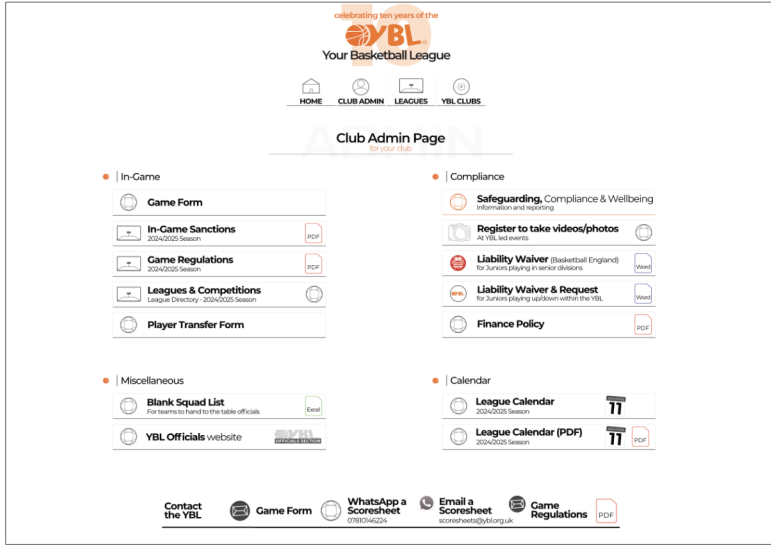 celebrating ten years of the
10
YBL
Your Basketball League
HOME CLUB ADMIN LEAGUES YBL CLUBS
ADMIN
Club Admin Page
for your club
In-Game
Game Form
In-Game Sanctions
2024/2025 Season
PDF
Game Regulations
2024/2025 Season
PDF
Leagues & Competitions
League Directory - 2024/2025 Season
Player Transfer Form
Compliance
Safeguarding, Compliance & Wellbeing
Information and reporting
Register to take videos/photos
At YBL led events
Liability Waiver (Basketball England)
for Juniors playing in senior divisions
Word
Liability Waiver & Request
for Juniors playing up/down within the YBL
Word
Finance Policy
PDF
Miscellaneous
Blank Squad List
For teams to hand to the table officials
Excel
YBL Officials website
YBL
OFFICIALS SECTION
Calendar
League Calendar
2024/2025 Season
11
League Calendar (PDF)
2024/2025 Season
11
PDF
Contact
the YBL
Game Form
WhatsApp a
Scoresheet
07810146224
Email a
Scoresheet
scoresheets@ybl.org.uk
Game
Regulations
PDF